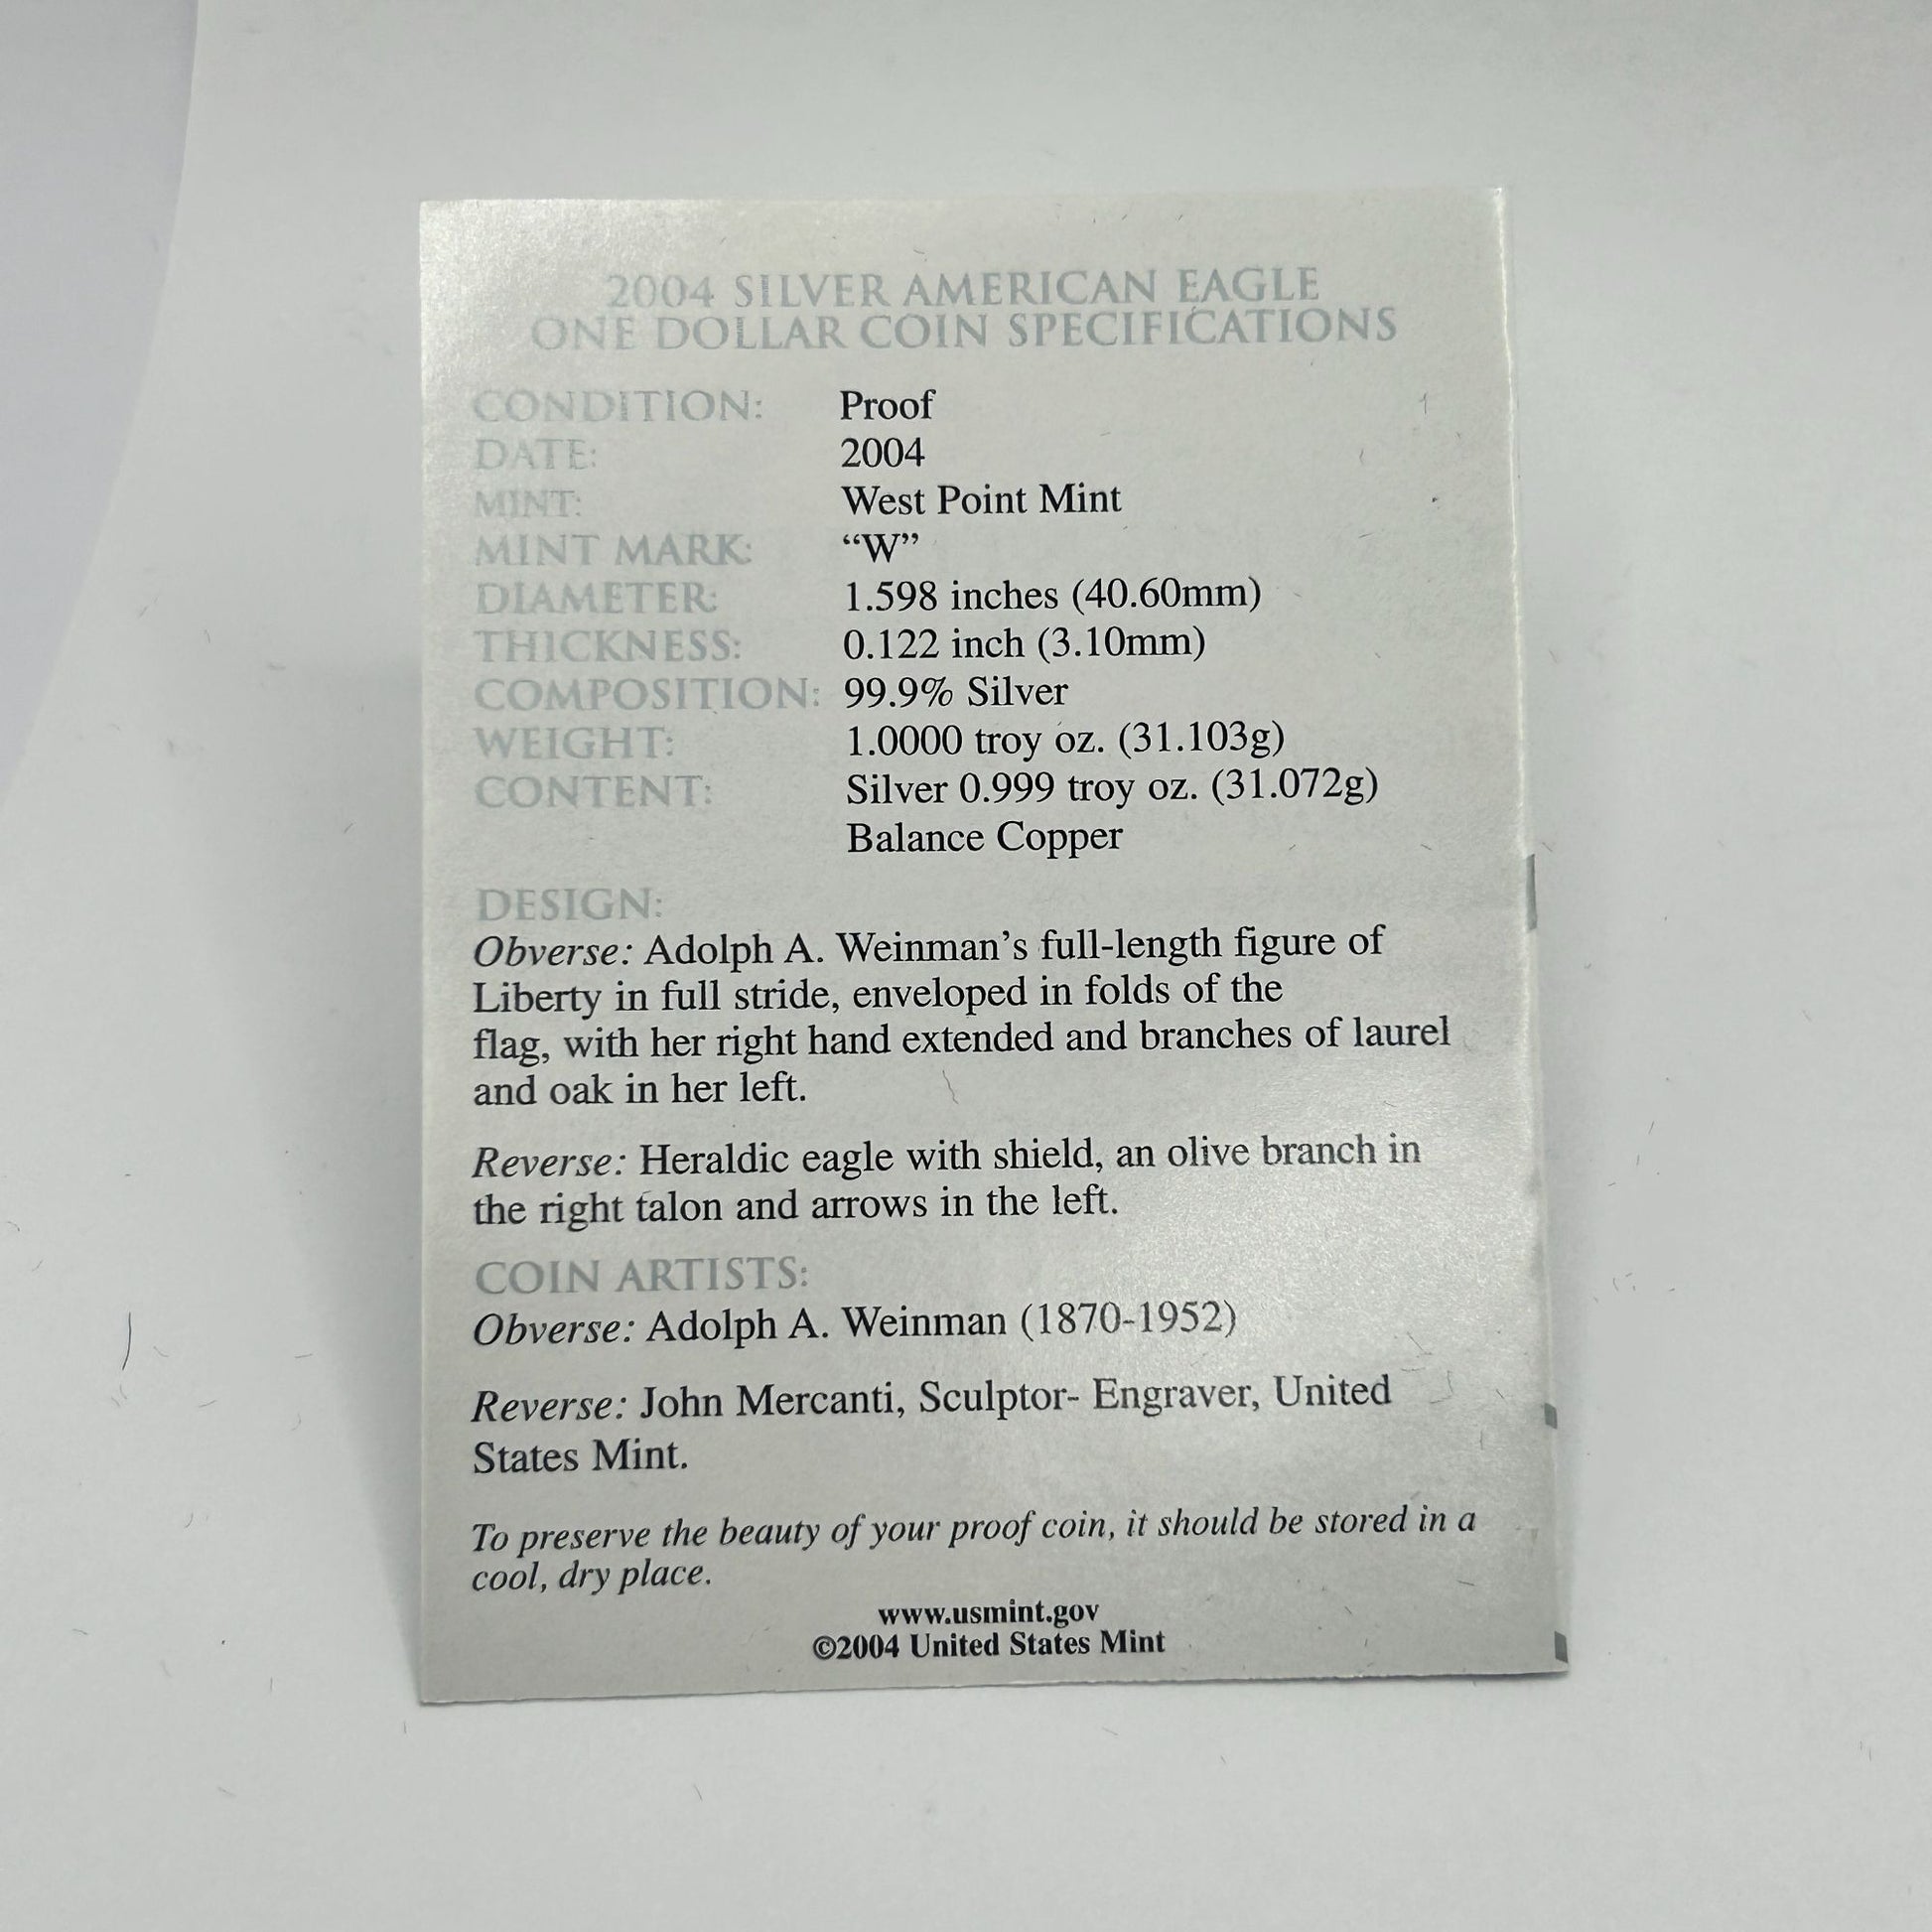 2004 SILVER AMERICAN EAGLE
ONE DOLLAR COIN SPECIFICATIONS
CONDITION: Proof
DATE: 2004
MINT: West Point Mint
MINT MARK: “W”
DIAMETER: 1.598 inches (40.60mm)
THICKNESS: 0.122 inch (3.10mm)
COMPOSITION: 99.9% Silver
WEIGHT: 1.0000 troy oz. (31.103g)
CONTENT: Silver 0.999 troy oz. (31.072g)
Balance Copper
DESIGN:
Obverse: Adolph A. Weinman’s full-length figure of
Liberty in full stride, enveloped in folds of the
flag, with her right hand extended and branches of laurel
and oak in her left.
Reverse: Heraldic eagle with shield, an olive branch in
the right talon and arrows in the left.
COIN ARTISTS:
Obverse: Adolph A. Weinman (1870-1952)
Reverse: John Mercanti, Sculptor- Engraver, United
States Mint.
To preserve the beauty of your proof coin, it should be stored in a
cool, dry place.
www.usmint.gov
©2004 United States Mint